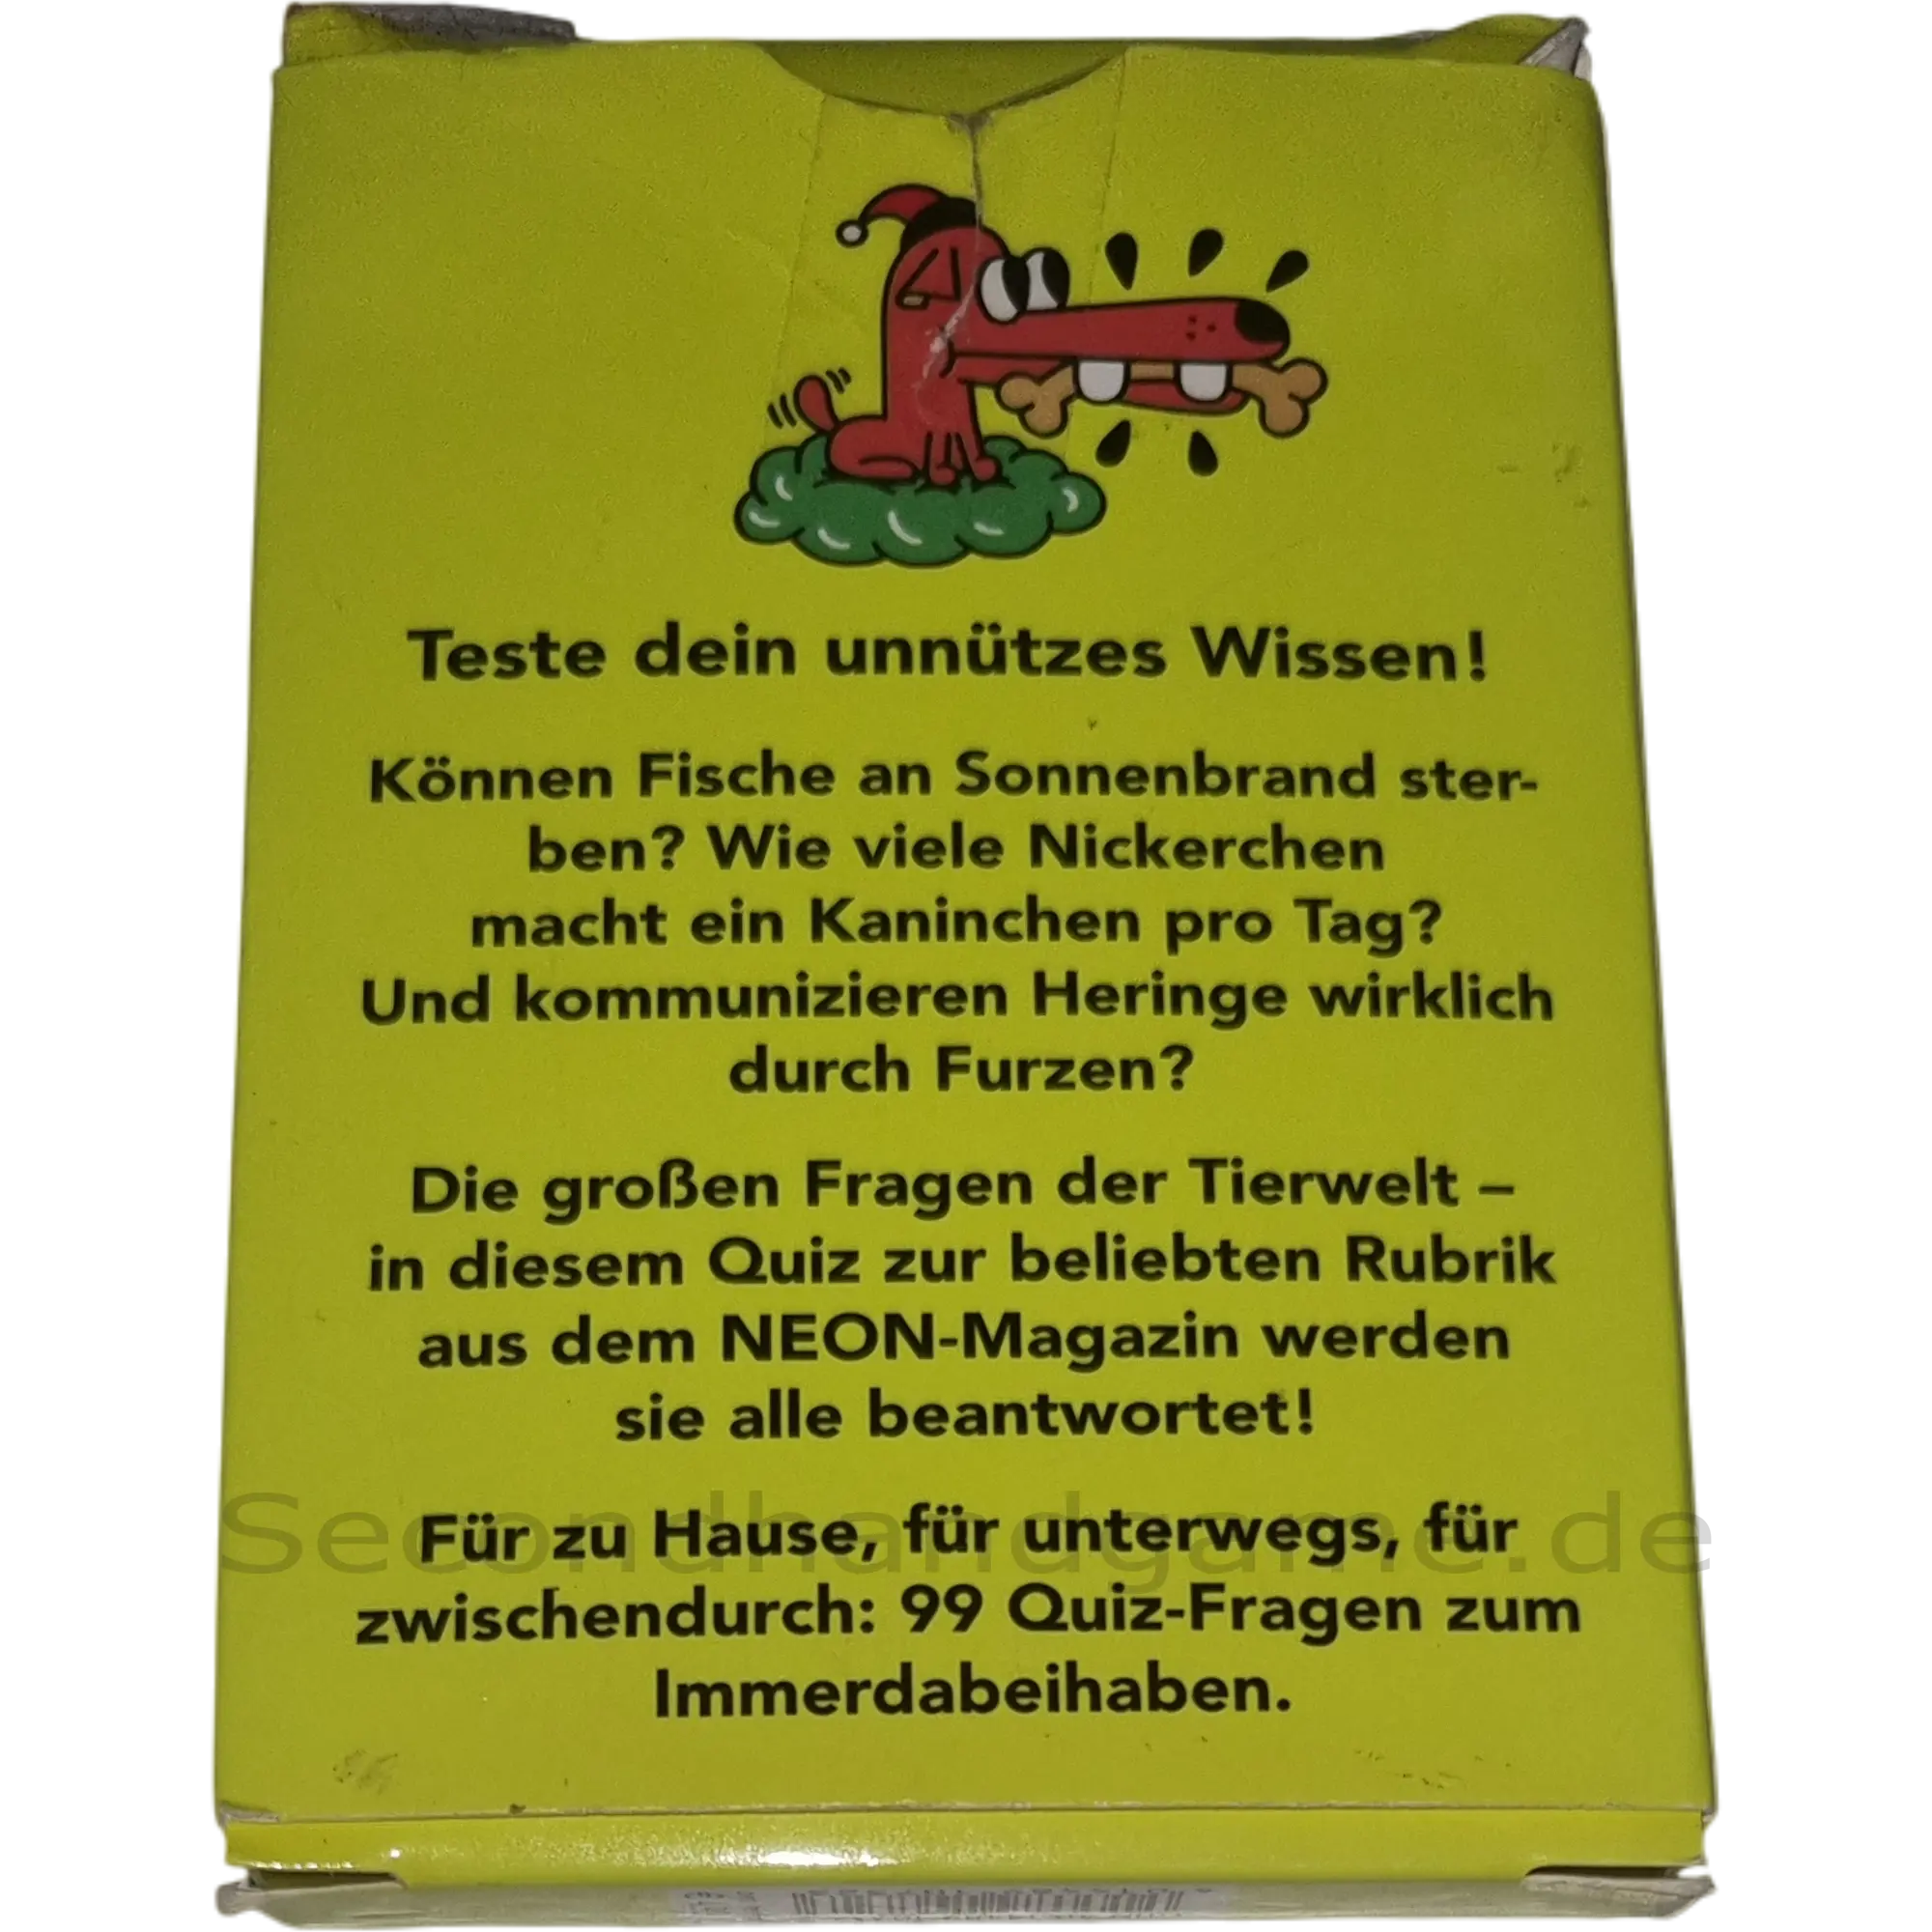 Teste dein unnützes Wissen!
Können Fische an Sonnenbrand ster-
ben? Wie viele Nickerchen
macht ein Kaninchen pro Tag?
Und kommunizieren Heringe wirklich
durch Furzen?
Die großen Fragen der Tierwelt –
in diesem Quiz zur beliebten Rubrik
aus dem NEON-Magazin werden
sie alle beantwortet!
Für zu Hause, für unterwegs, für
zwischendurch: 99 Quiz-Fragen zum
Immerdabeihaben.
Secondhandgame.de